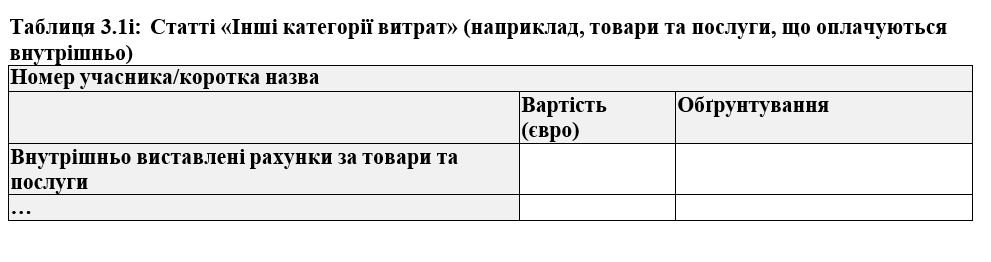 Таблиця 3.1i: Статті «Інші категорії витрат» (наприклад, товари та послуги, що оплачуються
внутрішньо)
Номер учасника/коротка назва
Вартість
(євро)
Обґрунтування
Внутрішньо виставлені рахунки за товари та
послуги
…